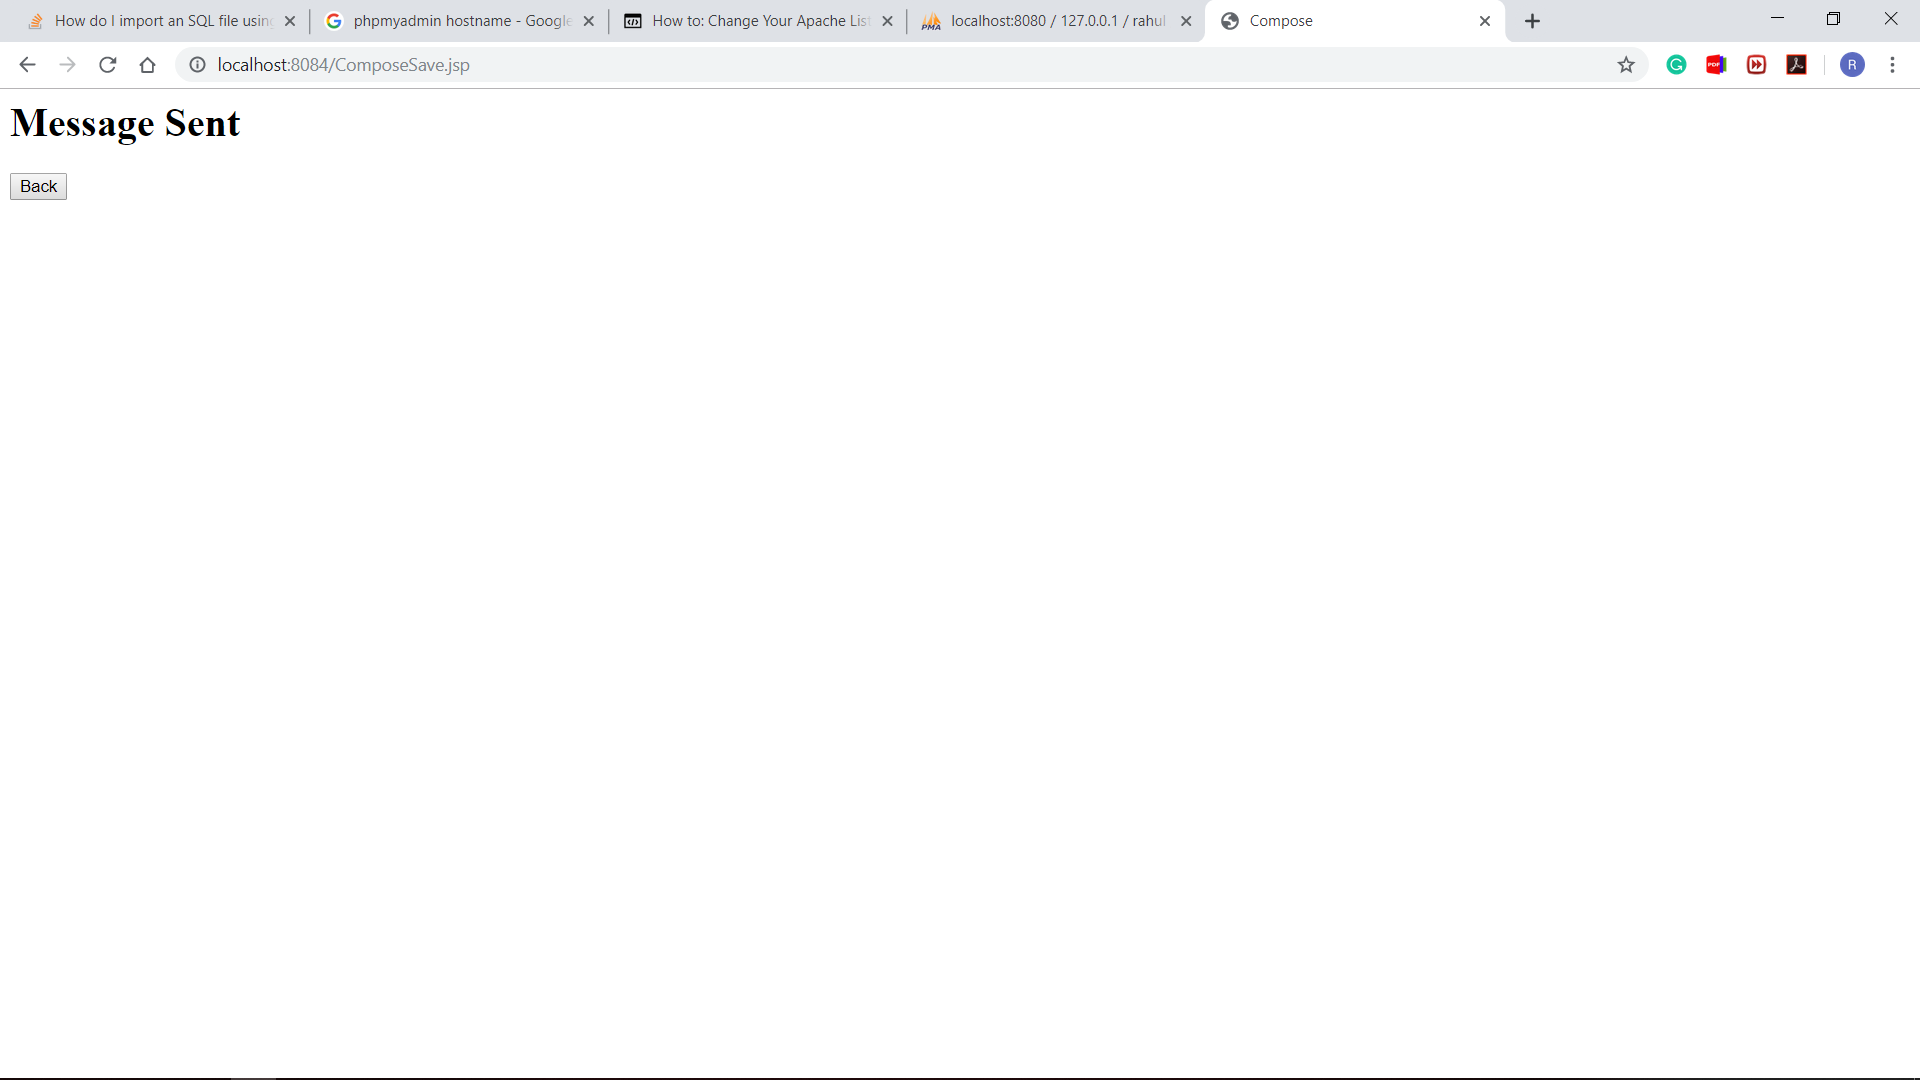 How do I import an SQL file using
phpmyadmin hostname - Google
How to: Change Your Apache List
localhost:8080 / 127.0.0.1 / rahul
Compose
localhost:8084/ComposeSave.jsp
R
Message Sent
Back